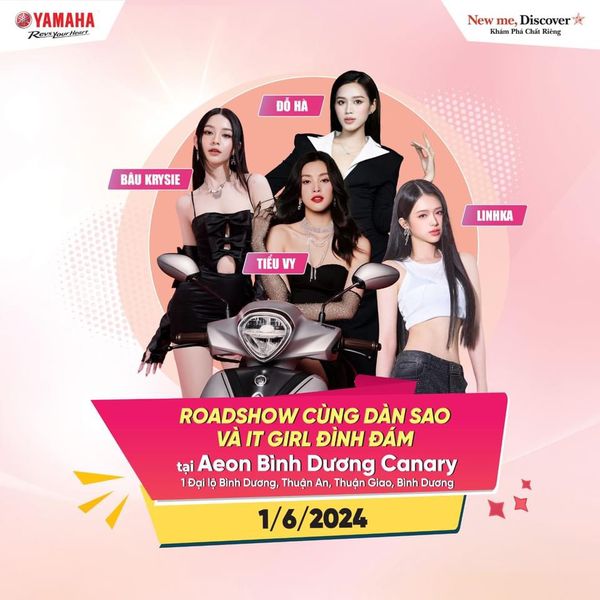 YAMAHA
Revs Your Heart
New me, Discover
Khám Phá Chất Riêng
ĐỖ HÀ
BÂU KRYSIE
LINHKA
TIỂU VY
ROADSHOW CÙNG DÀN SAO
VÀ IT GIRL ĐÌNH ĐÁM
tại Aeon Bình Dương Canary
1 Đại lộ Bình Dương, Thuận An, Thuận Giao, Bình Dương
1/6/2024